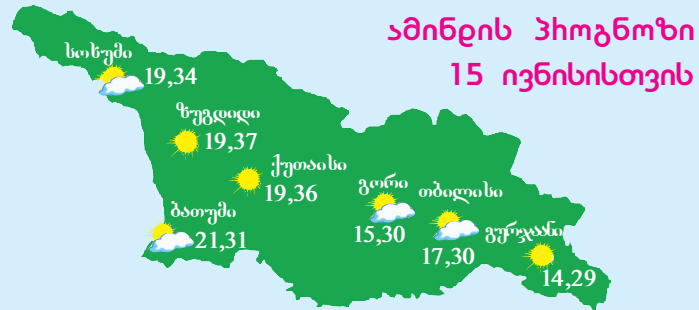 ამინდის პროგნოზი
15 ივნისისთვის
სოხუმი
19,34
ზუგდიდი
19,37
ქუთაისი
19,36
გორი
15,30
თბილისი
17,30
ბათუმი
21,31
გურჯაანი
14,29